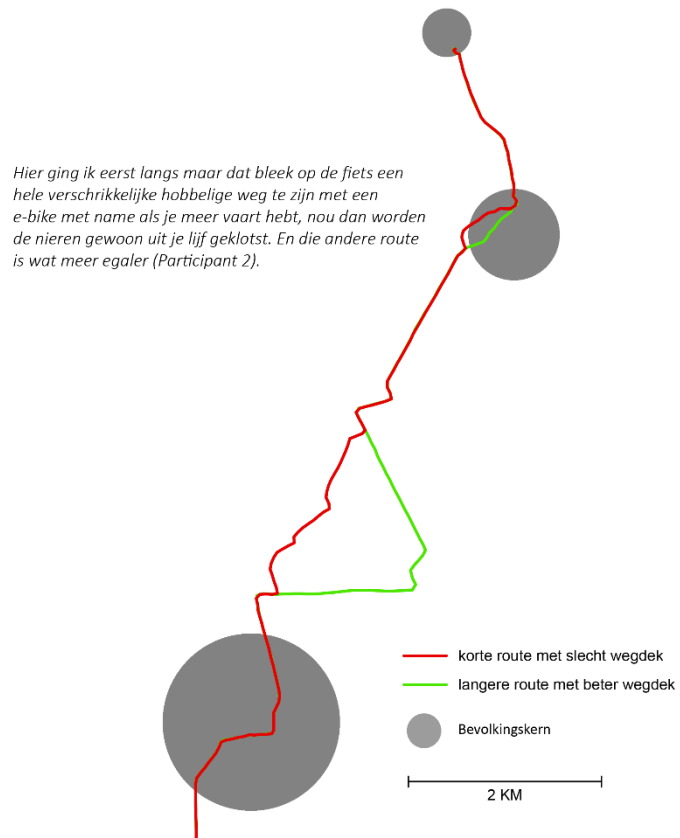 Hier ging ik eerst langs maar dat bleek op de fiets een
hele verschrikkelijke hobbelige weg te zijn met een
e-bike met name als je meer vaart hebt, nou dan worden
de nieren gewoon uit je lijf geklotst. En die andere route
is wat meer egaler (Participant 2).
korte route met slecht wegdek
langere route met beter wegdek
Bevolkingskern
2 KM